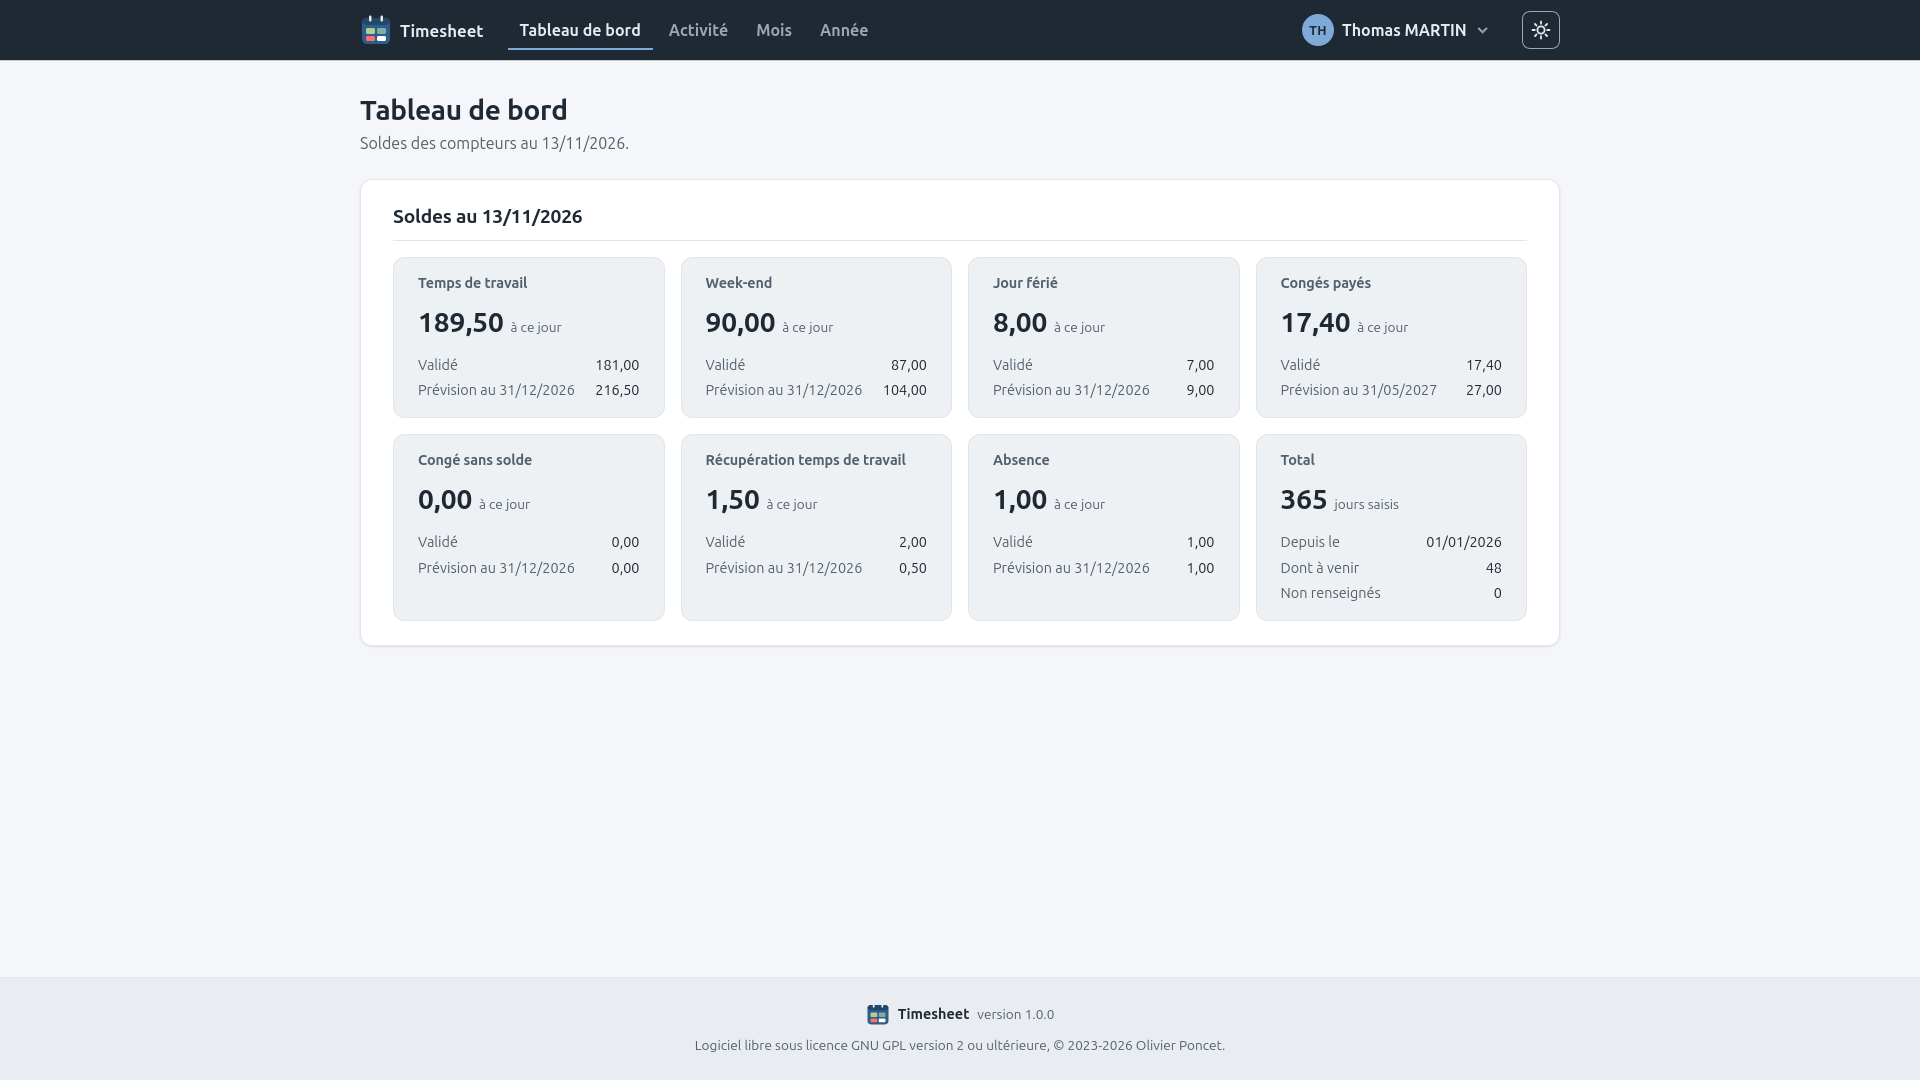 Timesheet
Tableau de bord
Activité
Mois
Année
TH
Thomas MARTIN
Tableau de bord
Soldes des compteurs au 13/11/2026.
Soldes au 13/11/2026
Temps de travail
189,50 à ce jour
Validé 181,00
Prévision au 31/12/2026 216,50
Week-end
90,00 à ce jour
Validé 87,00
Prévision au 31/12/2026 104,00
Jour férié
8,00 à ce jour
Validé 7,00
Prévision au 31/12/2026 9,00
Congés payés
17,40 à ce jour
Validé 17,40
Prévision au 31/05/2027 27,00
Congé sans solde
0,00 à ce jour
Validé 0,00
Prévision au 31/12/2026 0,00
Récupération temps de travail
1,50 à ce jour
Validé 2,00
Prévision au 31/12/2026 0,50
Absence
1,00 à ce jour
Validé 1,00
Prévision au 31/12/2026 1,00
Total
365 jours saisis
Depuis le 01/01/2026
Dont à venir 48
Non renseignés 0
Timesheet version 1.0.0
Logiciel libre sous licence GNU GPL version 2 ou ultérieure, © 2023-2026 Olivier Poncet.